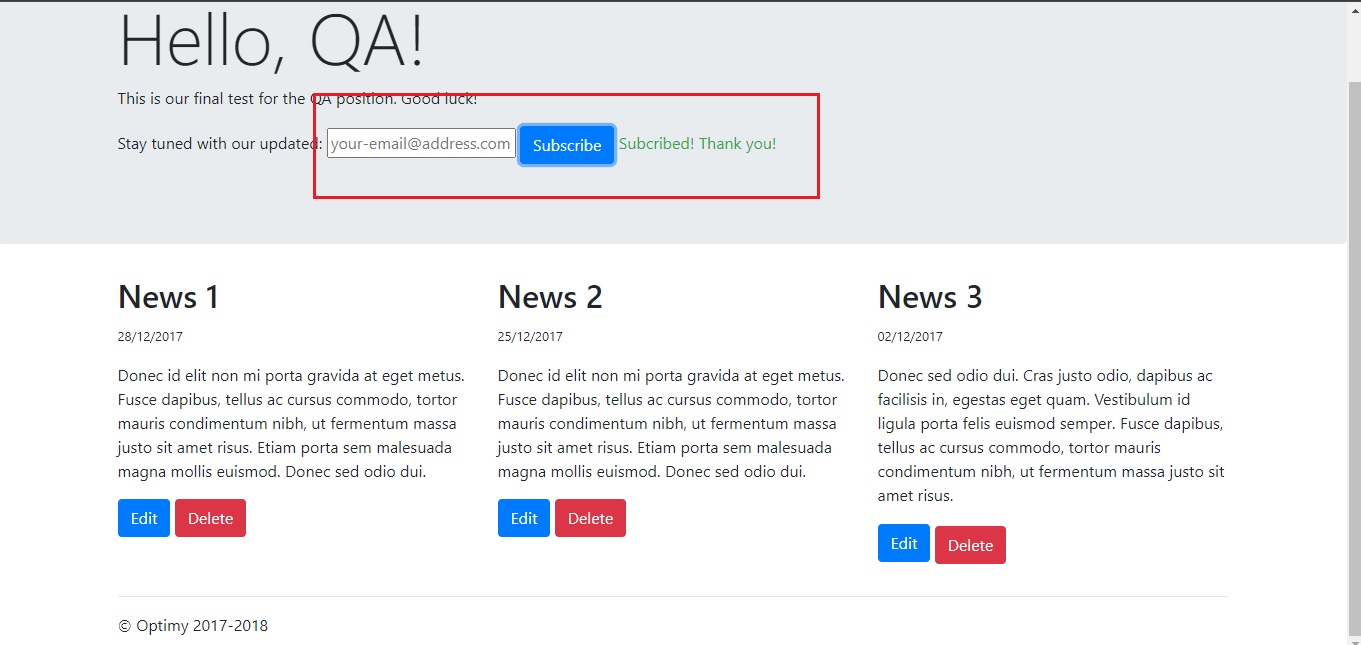 Hello, QA!
This is our final test for the QA position. Good luck!
Stay tuned with our updated: your-email@address.com Subscribe Subcribed! Thank you!
News 1
28/12/2017
Donec id elit non mi porta gravida at eget metus.
Fusce dapibus, tellus ac cursus commodo, tortor
mauris condimentum nibh, ut fermentum massa
justo sit amet risus. Etiam porta sem malesuada
magna mollis euismod. Donec sed odio dui.
Edit Delete
News 2
25/12/2017
Donec id elit non mi porta gravida at eget metus.
Fusce dapibus, tellus ac cursus commodo, tortor
mauris condimentum nibh, ut fermentum massa
justo sit amet risus. Etiam porta sem malesuada
magna mollis euismod. Donec sed odio dui.
Edit Delete
News 3
02/12/2017
Donec sed odio dui. Cras justo odio, dapibus ac
facilisis in, egestas eget quam. Vestibulum id
ligula porta felis euismod semper. Fusce dapibus,
tellus ac cursus commodo, tortor mauris
condimentum nibh, ut fermentum massa justo sit
amet risus.
Edit Delete
© Optimy 2017-2018